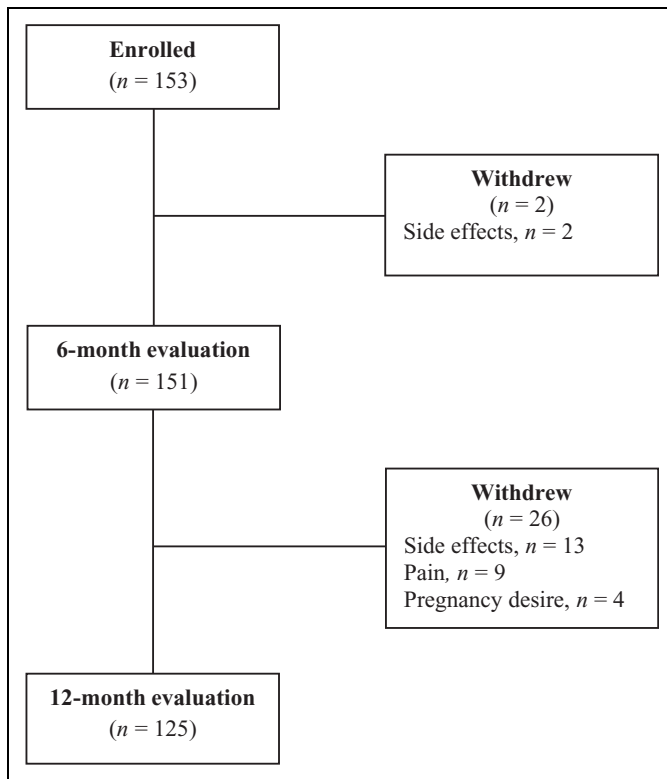 Enrolled
(n = 153)
Withdrew
(n = 2)
Side effects, n = 2
6-month evaluation
(n = 151)
Withdrew
(n = 26)
Side effects, n = 13
Pain, n = 9
Pregnancy desire, n = 4
12-month evaluation
(n = 125)